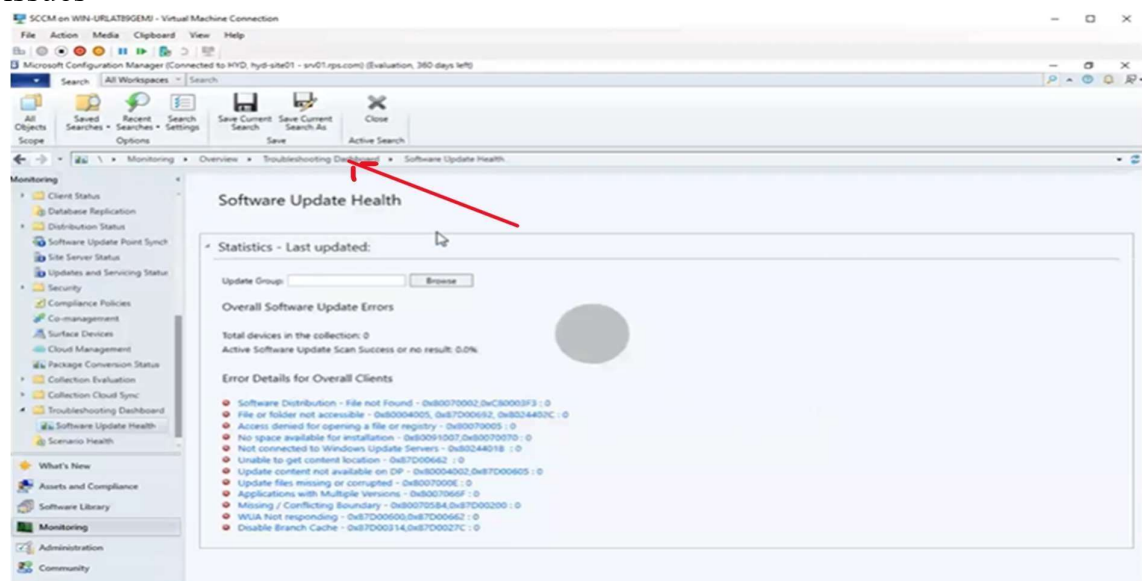 SCCM on WIN-URLAT89GEMJ - Virtual Machine Connection
File Action Media Clipboard View Help
Microsoft Configuration Manager (Connected to HYD, hyd-site01 - srv01.rps.com) (Evaluation, 360 days left)
Search All Workspaces Search
All Objects Saved Searches Recent Searches Search Settings Save Current Search Save Current Search As Close
Scope Options Save Active Search
\ Monitoring Overview Troubleshooting Dashboard Software Update Health
Monitoring
Client Status
Database Replication
Distribution Status
Software Update Point Synch
Site Server Status
Updates and Servicing Status
Security
Compliance Policies
Co-management
Surface Devices
Cloud Management
Package Conversion Status
Collection Evaluation
Collection Cloud Sync
Troubleshooting Dashboard
Software Update Health
Scenario Health
What's New
Assets and Compliance
Software Library
Monitoring
Administration
Community
Software Update Health
Statistics - Last updated:
Update Group: Browse
Overall Software Update Errors
Total devices in the collection: 0
Active Software Update Scan Success or no result: 0.0%
Error Details for Overall Clients
Software Distribution - File not Found - 0x80070002,0xC80003F3 : 0
File or folder not accessible - 0x80004005, 0x87D00692, 0x8024402C : 0
Access denied for opening a file or registry - 0x80070005 : 0
No space available for installation - 0x80091007,0x80070070 : 0
Not connected to Windows Update Servers - 0x80244018 : 0
Unable to get content location - 0x87D00662 : 0
Update content not available on DP - 0x80004002,0x87D00605 : 0
Update files missing or corrupted - 0x8007000E : 0
Applications with Multiple Versions - 0x8007066F : 0
Missing / Conflicting Boundary - 0x800705B4,0x87D00200 : 0
WUA Not responding - 0x87D00600,0x87D00662 : 0
Disable Branch Cache - 0x87D00314,0x87D0027C : 0